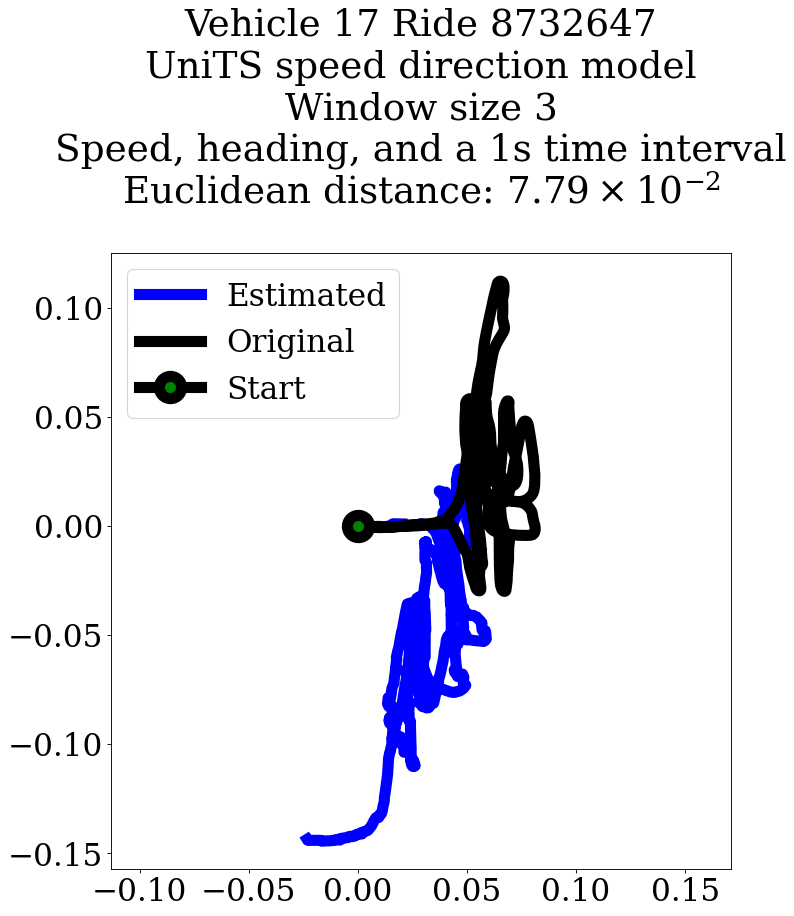 Vehicle 17 Ride 8732647
UniTS speed direction model
Window size 3
Speed, heading, and a 1s time interval
Euclidean distance: 7.79 × 10⁻²
Estimated
Original
Start
0.10
0.05
0.00
−0.05
−0.10
−0.15
−0.10 −0.05 0.00 0.05 0.10 0.15